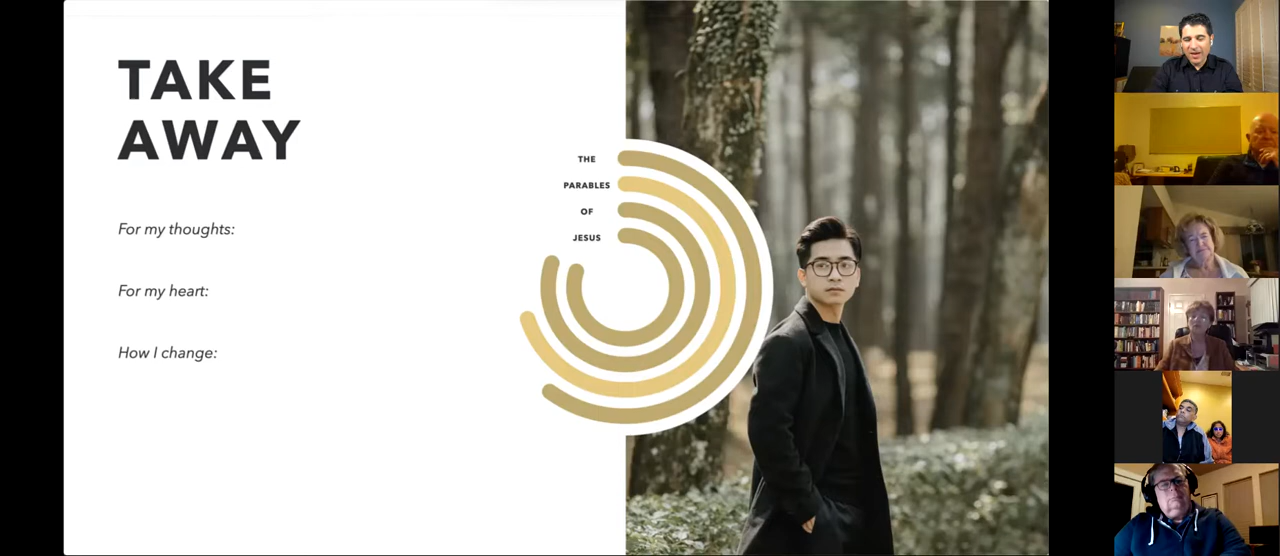 TAKE
AWAY
For my thoughts:
For my heart:
How I change:
THE
PARABLES
OF
JESUS